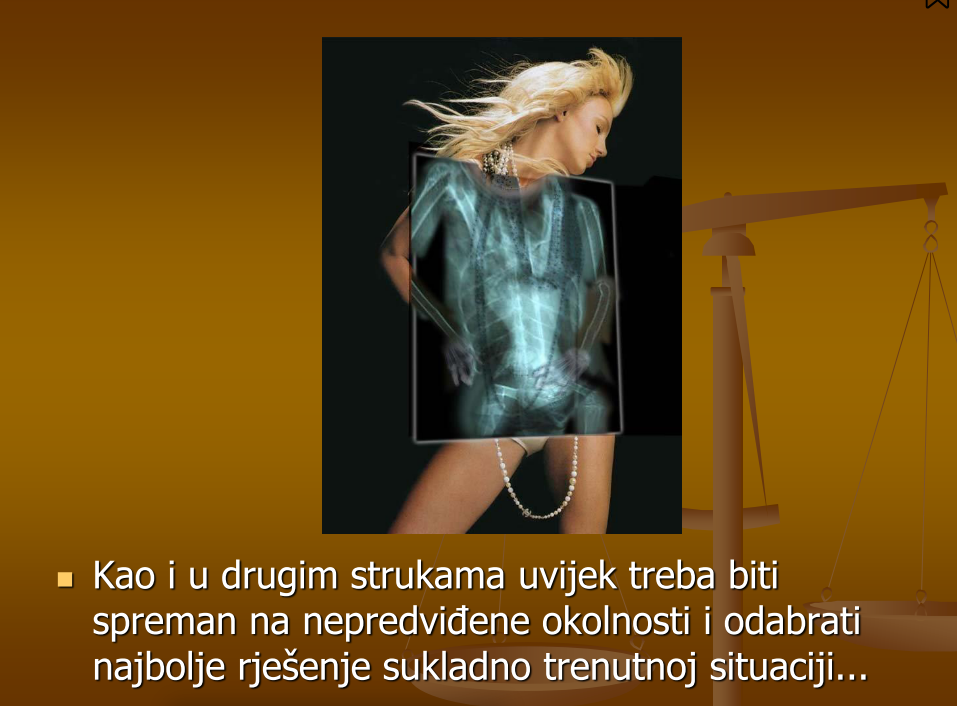 Kao i u drugim strukama uvijek treba biti
spreman na nepredviđene okolnosti i odabrati
najbolje rješenje sukladno trenutnoj situaciji...